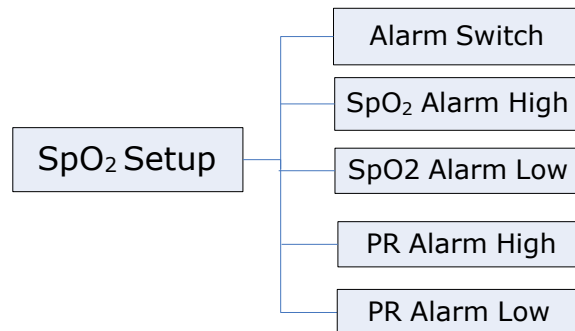 Alarm Switch
SpO₂ Alarm High
SpO₂ Setup
SpO2 Alarm Low
PR Alarm High
PR Alarm Low